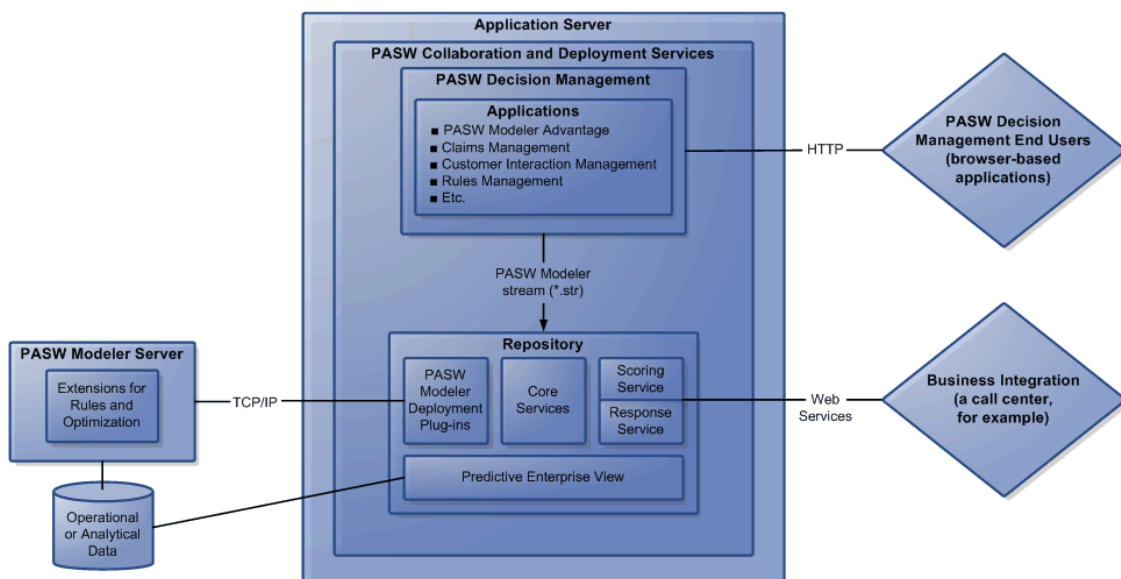 Application Server
PASW Collaboration and Deployment Services
PASW Decision Management
Applications
■ PASW Modeler Advantage
■ Claims Management
■ Customer Interaction Management
■ Rules Management
■ Etc.
HTTP
PASW Decision
Management End Users
(browser-based
applications)
PASW Modeler
stream (*.str)
Repository
PASW
Modeler
Deployment
Plug-ins
Core
Services
Scoring
Service
Response
Service
Predictive Enterprise View
PASW Modeler Server
Extensions for
Rules and
Optimization
TCP/IP
Operational
or Analytical
Data
Web
Services
Business Integration
(a call center,
for example)